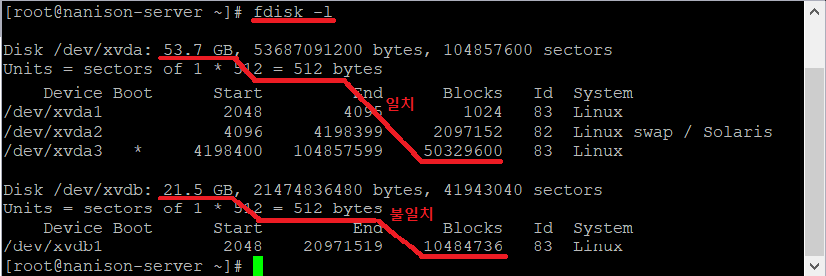 [root@nanison-server ~]# fdisk -l
Disk /dev/xvda: 53.7 GB, 53687091200 bytes, 104857600 sectors
Units = sectors of 1 * 512 = 512 bytes
Device Boot Start End Blocks Id System
일치
/dev/xvda1 2048 4095 1024 83 Linux
/dev/xvda2 4096 4198399 2097152 82 Linux swap / Solaris
/dev/xvda3 * 4198400 104857599 50329600 83 Linux
Disk /dev/xvdb: 21.5 GB, 21474836480 bytes, 41943040 sectors
Units = sectors of 1 * 512 = 512 bytes
불일치
Device Boot Start End Blocks Id System
/dev/xvdb1 2048 20971519 10484736 83 Linux
[root@nanison-server ~]#